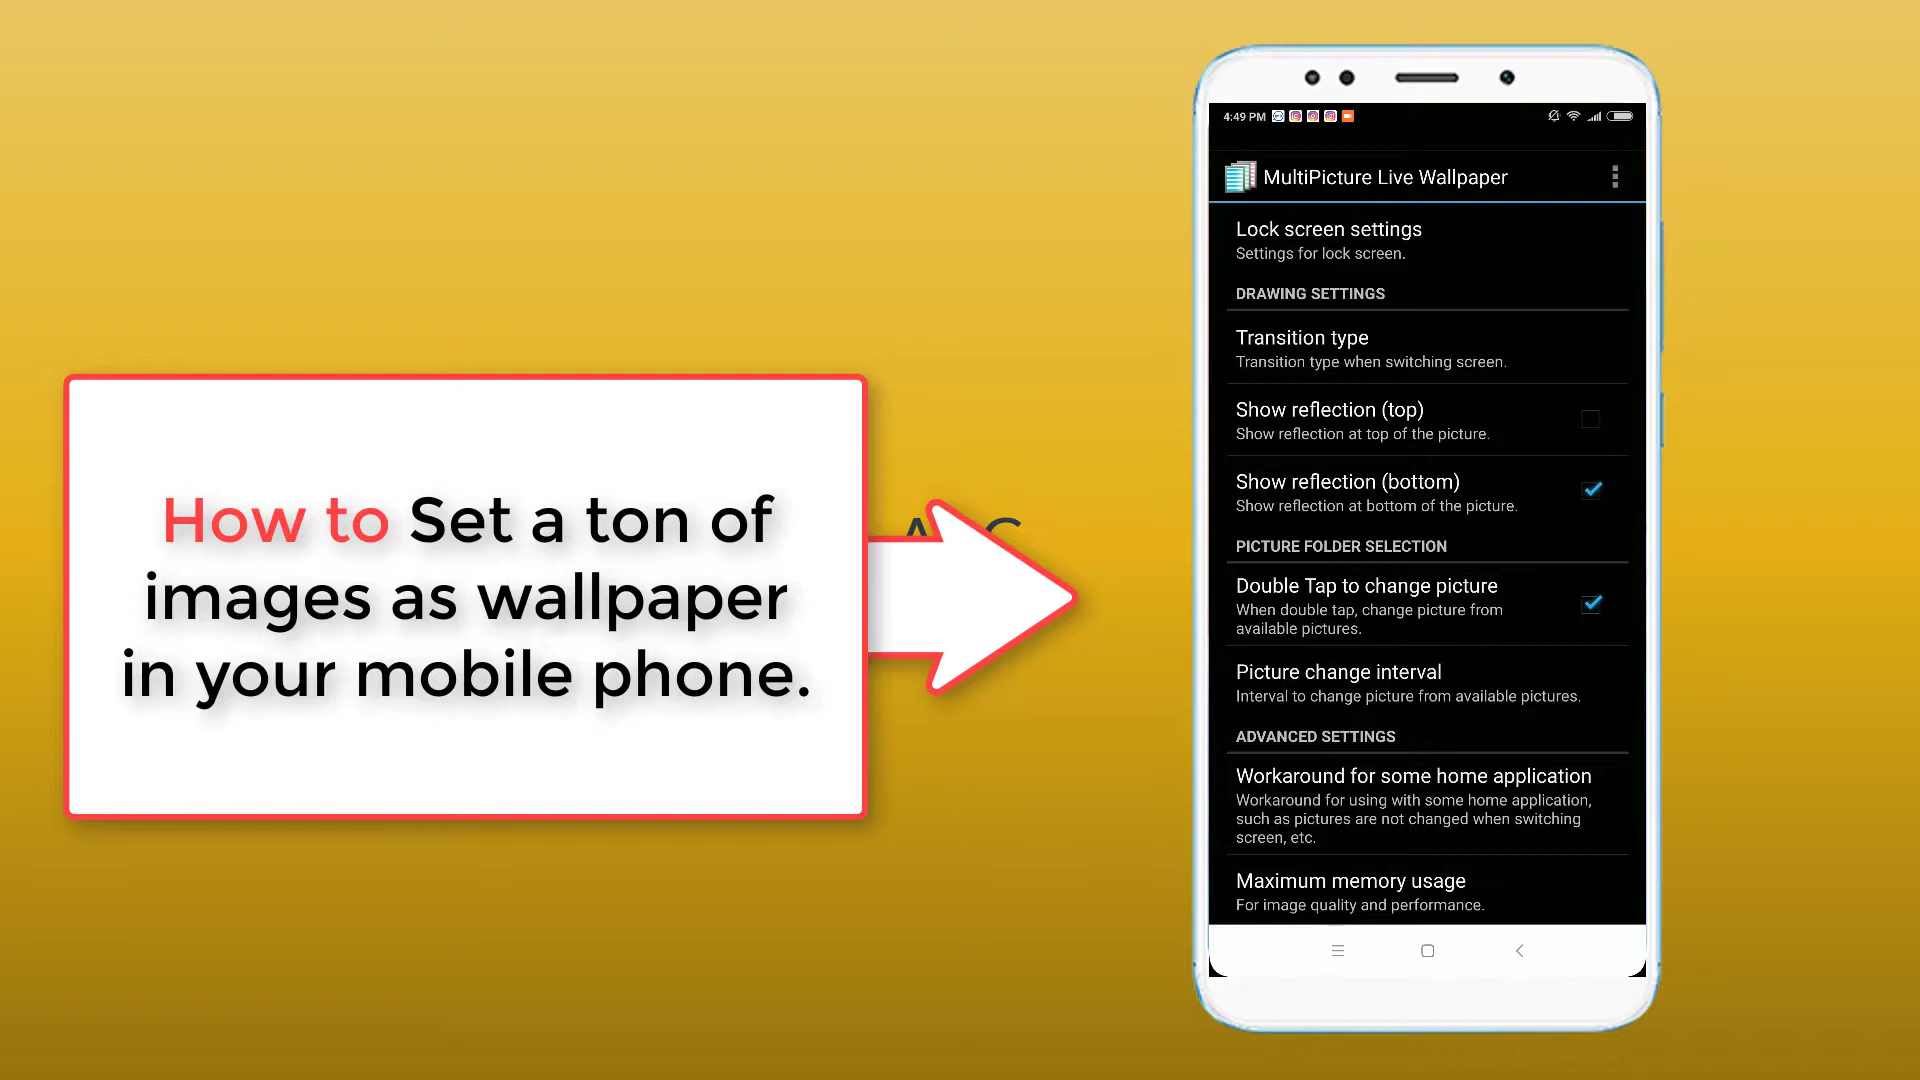 How to Set a ton of
images as wallpaper
in your mobile phone.
4:49 PM
MultiPicture Live Wallpaper
Lock screen settings
Settings for lock screen.
DRAWING SETTINGS
Transition type
Transition type when switching screen.
Show reflection (top)
Show reflection at top of the picture.
Show reflection (bottom)
Show reflection at bottom of the picture.
PICTURE FOLDER SELECTION
Double Tap to change picture
When double tap, change picture from
available pictures.
Picture change interval
Interval to change picture from available pictures.
ADVANCED SETTINGS
Workaround for some home application
Workaround for using with some home application,
such as pictures are not changed when switching
screen, etc.
Maximum memory usage
For image quality and performance.